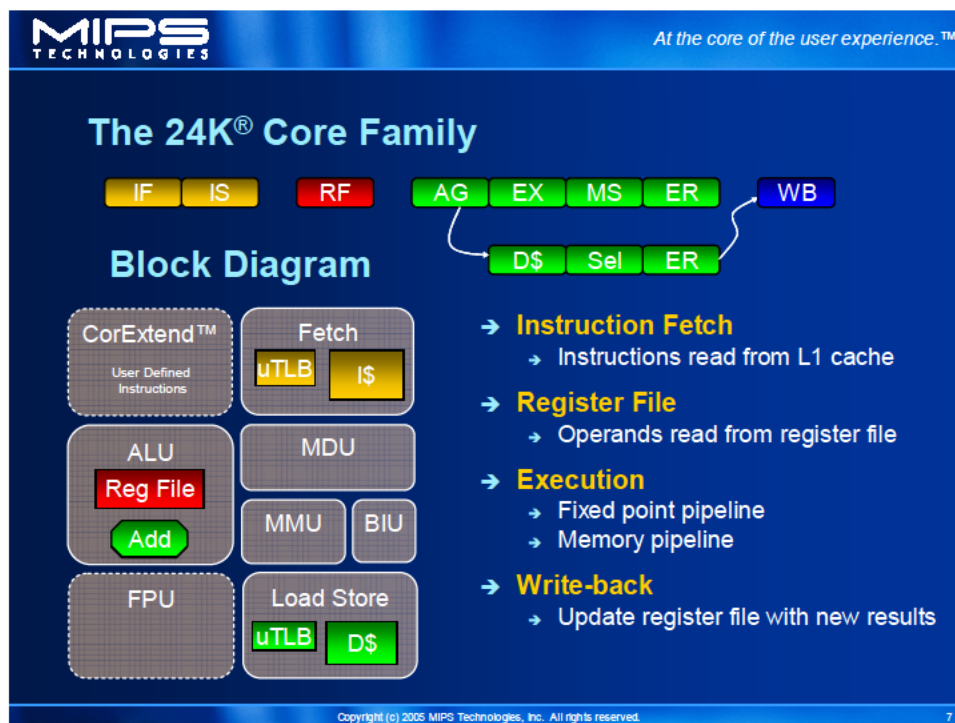 MIPS
TECHNOLOGIES
At the core of the user experience.™
The 24K® Core Family
IF IS RF AG EX MS ER WB
D$ Sel ER
Block Diagram
CorExtend™
User Defined
Instructions
Fetch
uTLB I$
ALU
Reg File
Add
MDU
MMU BIU
FPU
Load Store
uTLB D$
➔ Instruction Fetch
➔ Instructions read from L1 cache
➔ Register File
➔ Operands read from register file
➔ Execution
➔ Fixed point pipeline
➔ Memory pipeline
➔ Write-back
➔ Update register file with new results
Copyright (c) 2005 MIPS Technologies, Inc. All rights reserved.
7